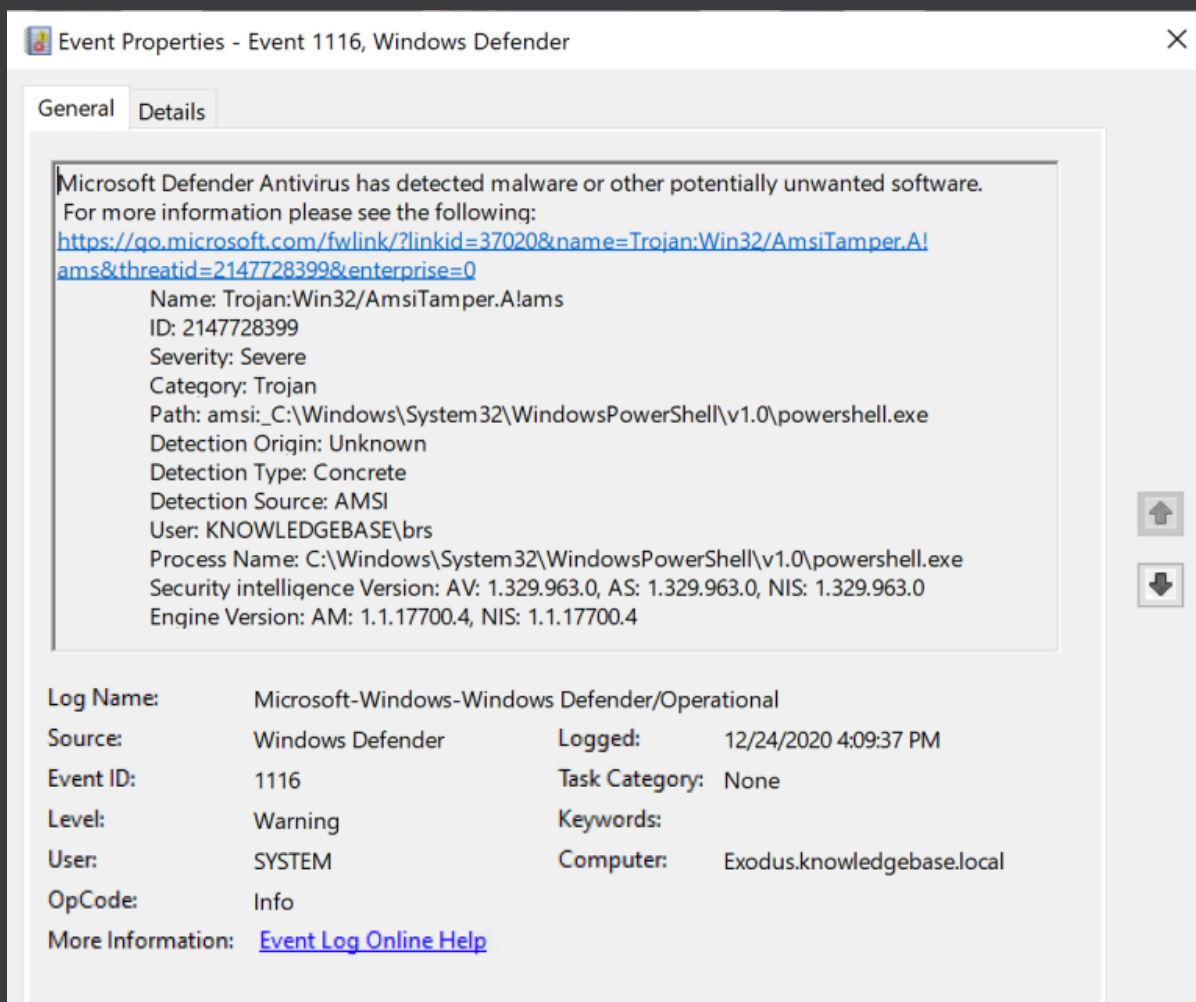 Event Properties - Event 1116, Windows Defender
General Details
Microsoft Defender Antivirus has detected malware or other potentially unwanted software.
For more information please see the following:
https://go.microsoft.com/fwlink/?linkid=37020&name=Trojan:Win32/AmsiTamper.A!
ams&threatid=2147728399&enterprise=0
Name: Trojan:Win32/AmsiTamper.A!ams
ID: 2147728399
Severity: Severe
Category: Trojan
Path: amsi:_C:\Windows\System32\WindowsPowerShell\v1.0\powershell.exe
Detection Origin: Unknown
Detection Type: Concrete
Detection Source: AMSI
User: KNOWLEDGEBASE\brs
Process Name: C:\Windows\System32\WindowsPowerShell\v1.0\powershell.exe
Security intelligence Version: AV: 1.329.963.0, AS: 1.329.963.0, NIS: 1.329.963.0
Engine Version: AM: 1.1.17700.4, NIS: 1.1.17700.4
Log Name: Microsoft-Windows-Windows Defender/Operational
Source: Windows Defender Logged: 12/24/2020 4:09:37 PM
Event ID: 1116 Task Category: None
Level: Warning Keywords:
User: SYSTEM Computer: Exodus.knowledgebase.local
OpCode: Info
More Information: Event Log Online Help